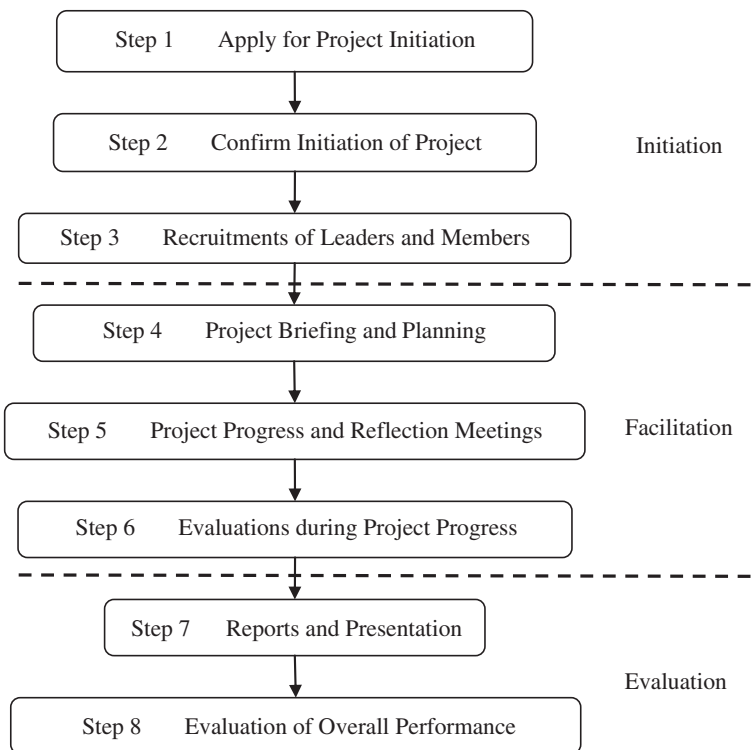 Step 1 Apply for Project Initiation
Step 2 Confirm Initiation of Project
Initiation
Step 3 Recruitments of Leaders and Members
Step 4 Project Briefing and Planning
Step 5 Project Progress and Reflection Meetings
Facilitation
Step 6 Evaluations during Project Progress
Step 7 Reports and Presentation
Evaluation
Step 8 Evaluation of Overall Performance